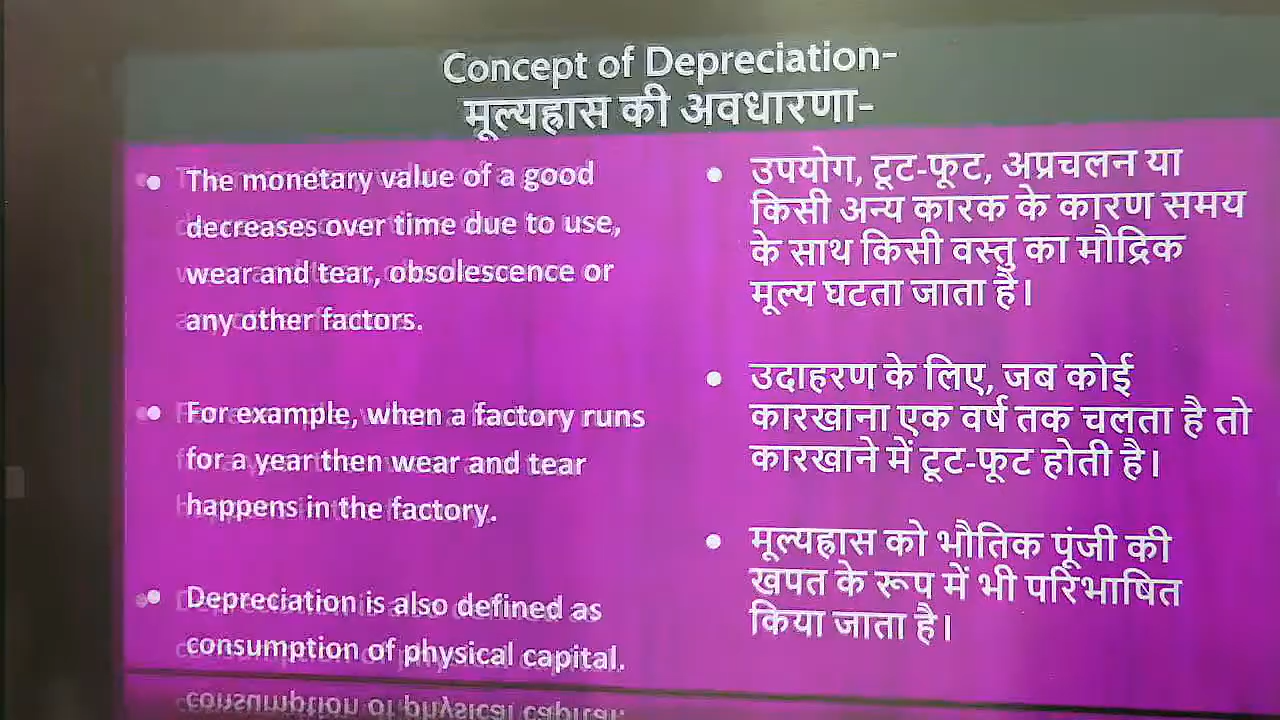 Concept of Depreciation-
मूल्यह्रास की अवधारणा-
• The monetary value of a good
decreases over time due to use,
wear and tear, obsolescence or
any other factors.
• For example, when a factory runs
for a year then wear and tear
happens in the factory.
• Depreciation is also defined as
consumption of physical capital.
• उपयोग, टूट-फूट, अप्रचलन या
किसी अन्य कारक के कारण समय
के साथ किसी वस्तु का मौद्रिक
मूल्य घटता जाता है।
• उदाहरण के लिए, जब कोई
कारखाना एक वर्ष तक चलता है तो
कारखाने में टूट-फूट होती है।
• मूल्यह्रास को भौतिक पूंजी की
खपत के रूप में भी परिभाषित
किया जाता है।